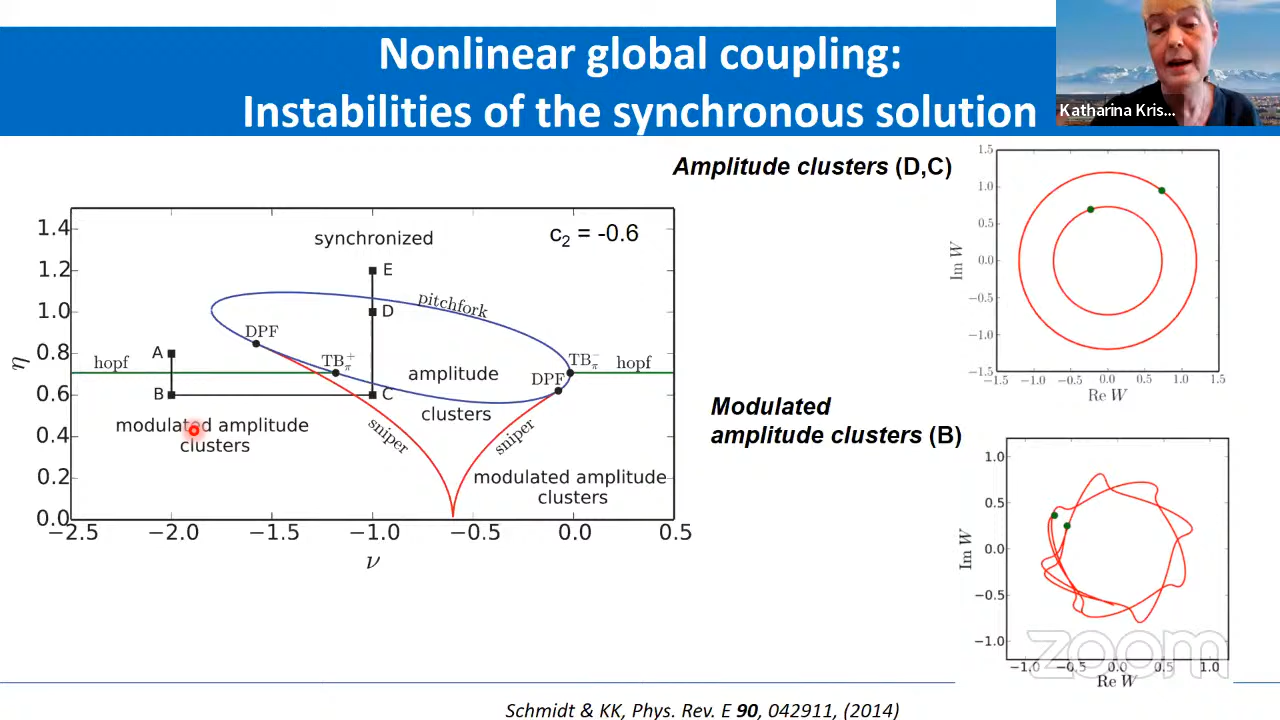 Nonlinear global coupling:
Instabilities of the synchronous solution
Katharina Kris...
Amplitude clusters (D,C)
1.5
1.0
0.5
0.0
−0.5
−1.0
−1.5
Im W
−1.5 −1.0 −0.5 0.0 0.5 1.0 1.5
Re W
1.4
1.2
1.0
0.8
0.6
0.4
0.2
0.0
η
synchronized
c₂ = -0.6
E
pitchfork
D
DPF
A
hopf
TB_π^+
TB_π^−
hopf
amplitude
DPF
B
C
clusters
modulated amplitude
clusters
sniper
sniper
modulated amplitude
clusters
−2.5 −2.0 −1.5 −1.0 −0.5 0.0 0.5
ν
Modulated
amplitude clusters (B)
1.0
0.5
0.0
−0.5
−1.0
Im W
−1.0 −0.5 0.0 0.5 1.0
Re W
zoom
Schmidt & KK, Phys. Rev. E 90, 042911, (2014)